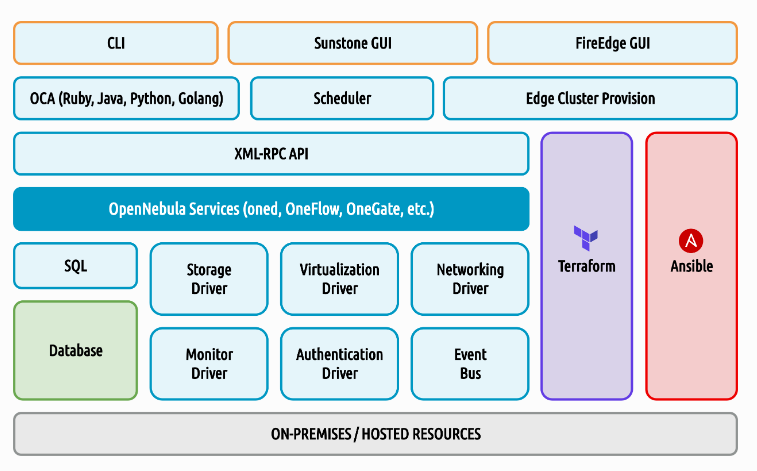 CLI
Sunstone GUI
FireEdge GUI
OCA (Ruby, Java, Python, Golang)
Scheduler
Edge Cluster Provision
XML-RPC API
OpenNebula Services (oned, OneFlow, OneGate, etc.)
Terraform
Ansible
SQL
Storage
Driver
Virtualization
Driver
Networking
Driver
Database
Monitor
Driver
Authentication
Driver
Event
Bus
ON-PREMISES / HOSTED RESOURCES